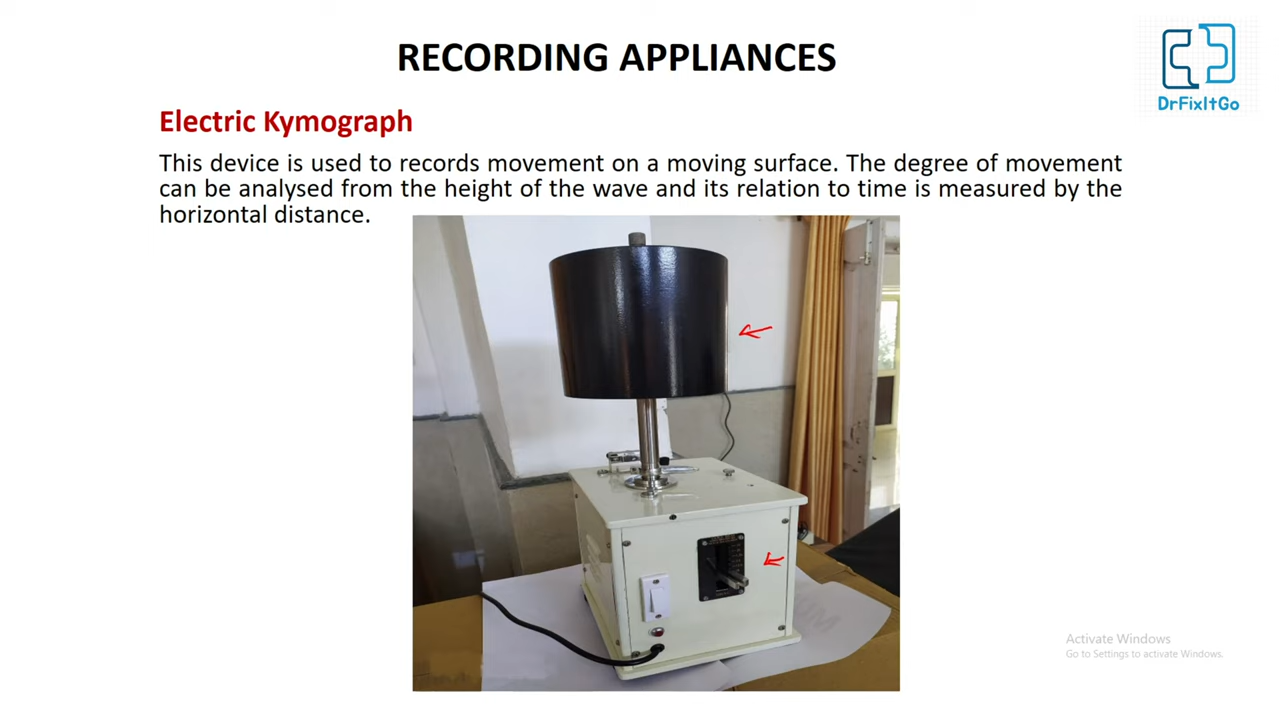 RECORDING APPLIANCES
DrFixItGo
Electric Kymograph
This device is used to records movement on a moving surface. The degree of movement
can be analysed from the height of the wave and its relation to time is measured by the
horizontal distance.
Activate Windows
Go to Settings to activate Windows.